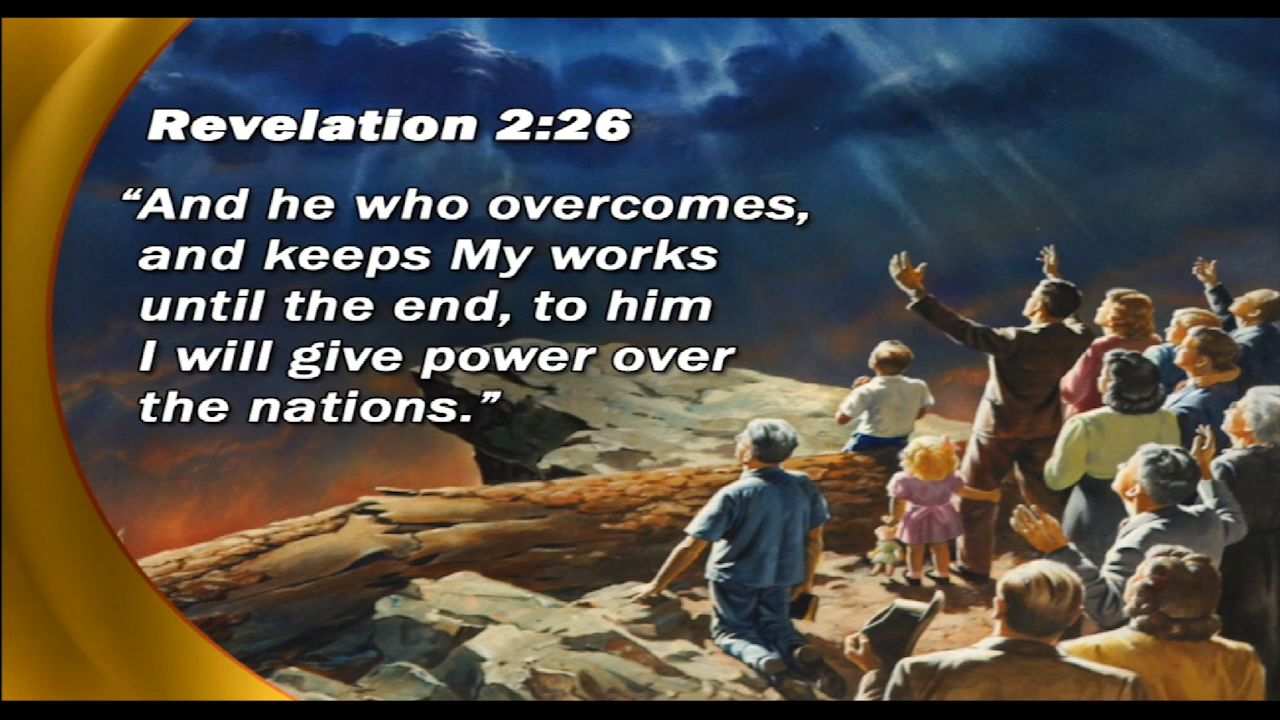 Revelation 2:26
“And he who overcomes,
and keeps My works
until the end, to him
I will give power over
the nations.”